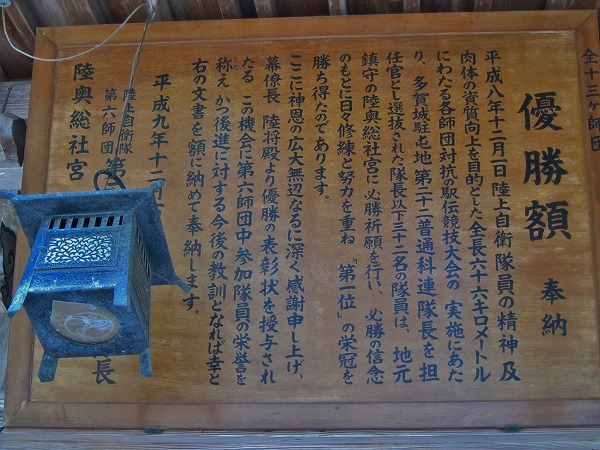 全十三ケ師団
優勝額 奉納
平成八年十二月一日陸上自衛隊員の精神及
肉体の資質向上を目的とした全長六十六キロメートル
にわたる各師団対抗の駅伝競技大会の実施にあた
り、多賀城駐屯地第二十二普通科連隊長を担
任官とし選抜された隊長以下三十二名の隊員は、地元
鎮守の陸奥総社宮に必勝祈願を行い、必勝の信念
のもとに日々修練と努力を重ね「第一位」の栄冠を
勝ち得たのであります。
ここに神恩の広大無辺なるに深く感謝申し上げ、
幕僚長 陸将殿より優勝の表彰状を授与され
たる この機会に第六師団中参加隊員の栄誉を
称え かつ後進に対する今後の教訓となれば幸と
右の文書を額に納めて奉納します。
平成九年十二月
陸上自衛隊
第六師団 第
長
陸奥総社宮